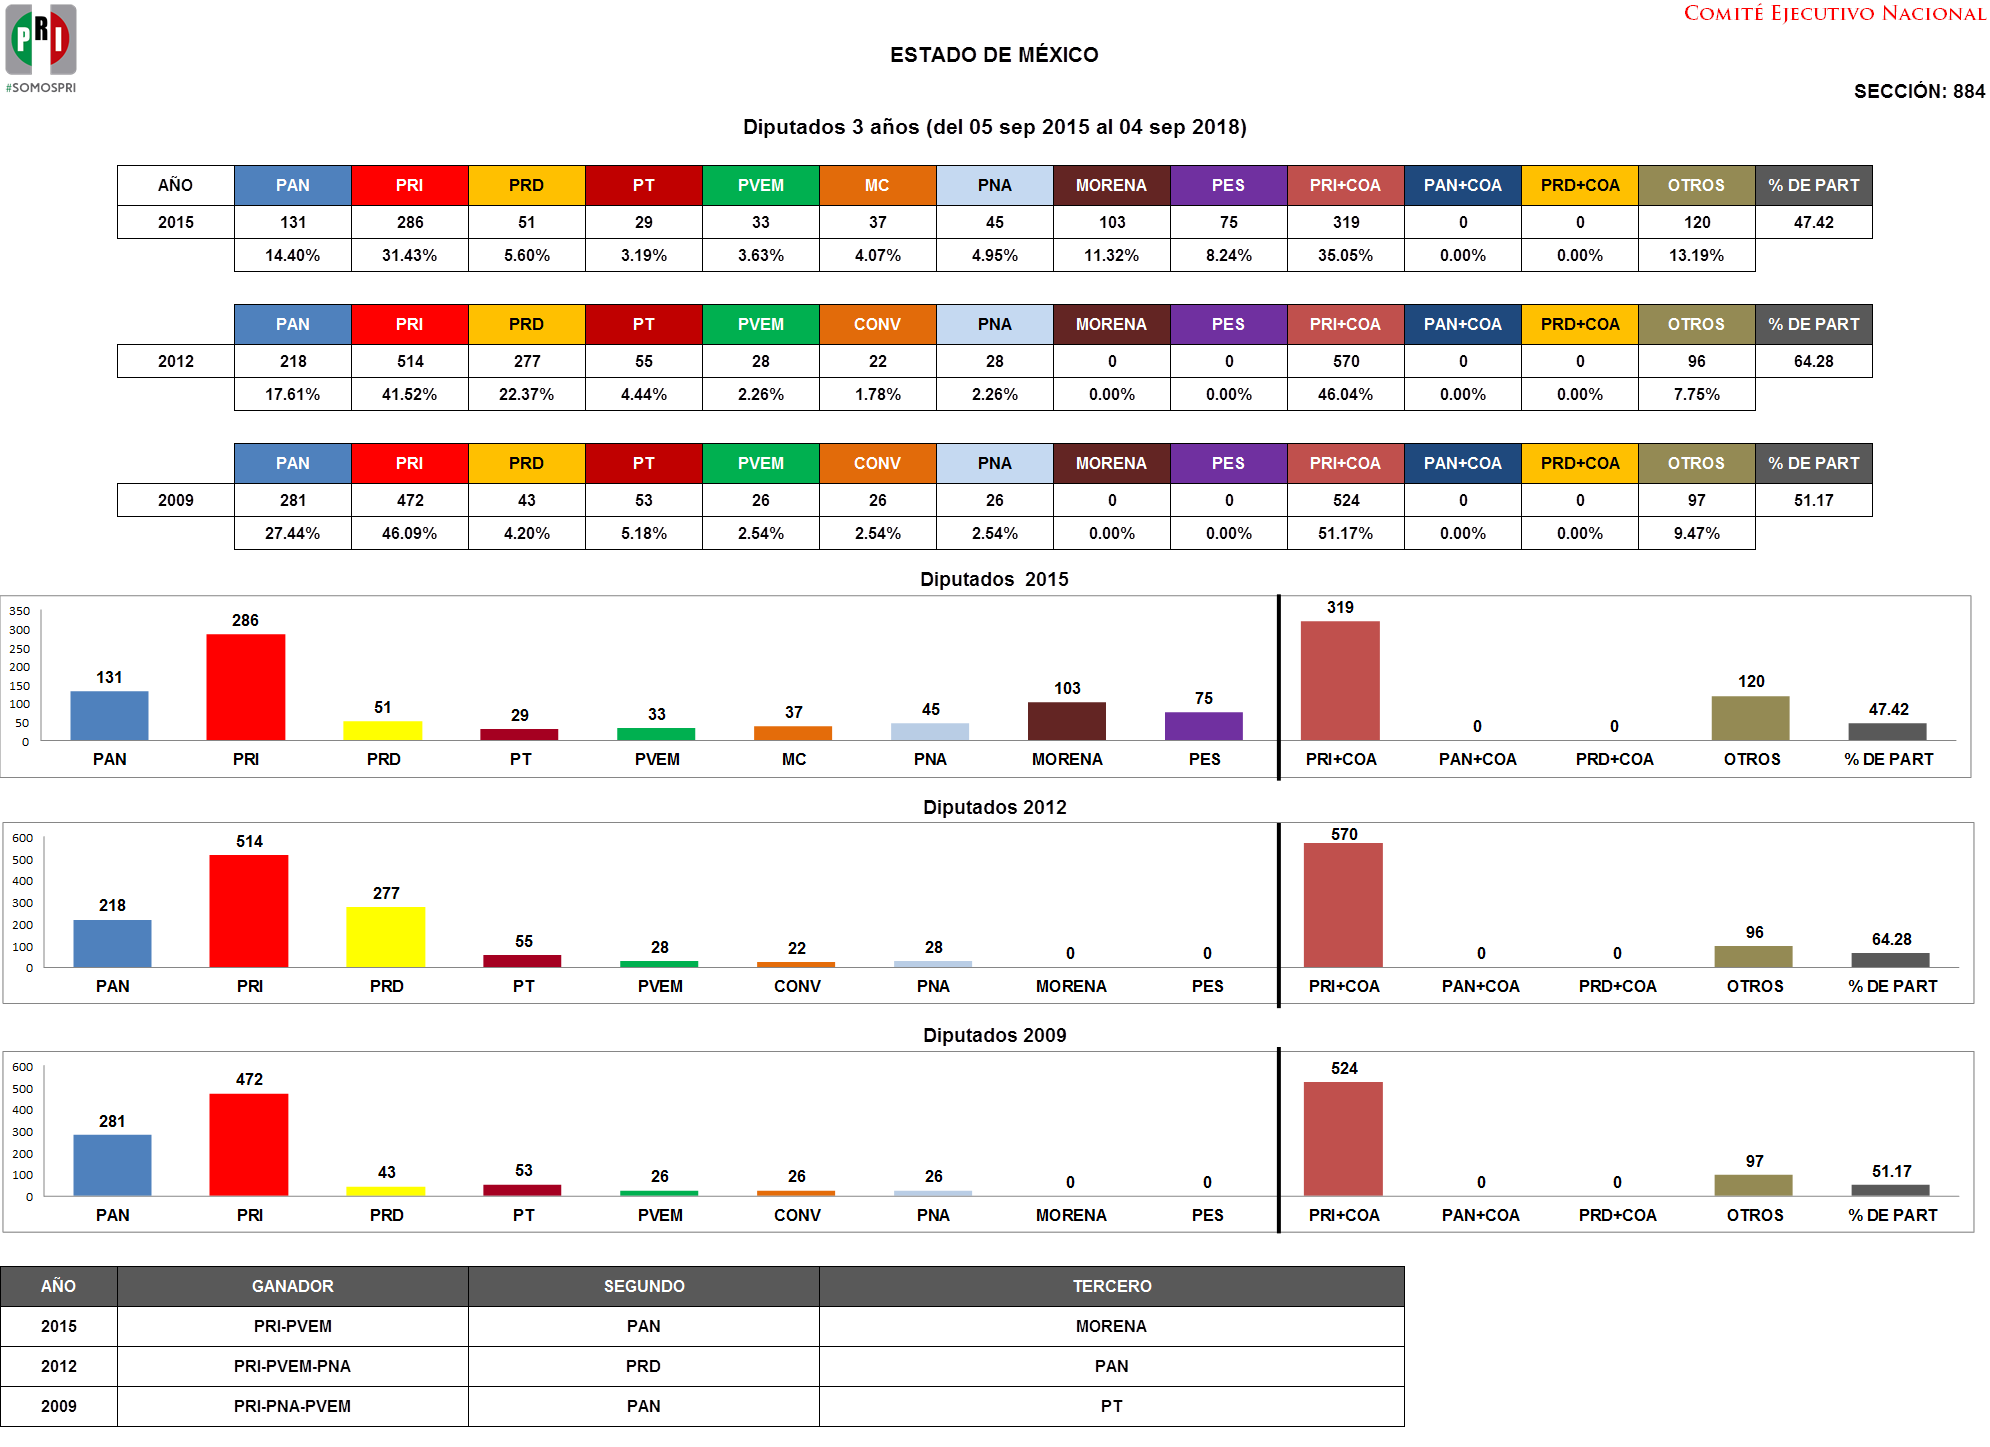 PRI
#SOMOSPRI
COMITÉ EJECUTIVO NACIONAL
ESTADO DE MÉXICO
SECCIÓN: 884
Diputados 3 años (del 05 sep 2015 al 04 sep 2018)
AÑO PAN PRI PRD PT PVEM MC PNA MORENA PES PRI+COA PAN+COA PRD+COA OTROS % DE PART
2015 131 286 51 29 33 37 45 103 75 319 0 0 120 47.42
14.40% 31.43% 5.60% 3.19% 3.63% 4.07% 4.95% 11.32% 8.24% 35.05% 0.00% 0.00% 13.19%
PAN PRI PRD PT PVEM CONV PNA MORENA PES PRI+COA PAN+COA PRD+COA OTROS % DE PART
2012 218 514 277 55 28 22 28 0 0 570 0 0 96 64.28
17.61% 41.52% 22.37% 4.44% 2.26% 1.78% 2.26% 0.00% 0.00% 46.04% 0.00% 0.00% 7.75%
PAN PRI PRD PT PVEM CONV PNA MORENA PES PRI+COA PAN+COA PRD+COA OTROS % DE PART
2009 281 472 43 53 26 26 26 0 0 524 0 0 97 51.17
27.44% 46.09% 4.20% 5.18% 2.54% 2.54% 2.54% 0.00% 0.00% 51.17% 0.00% 0.00% 9.47%
Diputados 2015
350
300
250
200
150
100
50
0
131 286 51 29 33 37 45 103 75 319 0 0 120 47.42
PAN PRI PRD PT PVEM MC PNA MORENA PES PRI+COA PAN+COA PRD+COA OTROS % DE PART
Diputados 2012
600
500
400
300
200
100
0
218 514 277 55 28 22 28 0 0 570 0 0 96 64.28
PAN PRI PRD PT PVEM CONV PNA MORENA PES PRI+COA PAN+COA PRD+COA OTROS % DE PART
Diputados 2009
600
500
400
300
200
100
0
281 472 43 53 26 26 26 0 0 524 0 0 97 51.17
PAN PRI PRD PT PVEM CONV PNA MORENA PES PRI+COA PAN+COA PRD+COA OTROS % DE PART
AÑO GANADOR SEGUNDO TERCERO
2015 PRI-PVEM PAN MORENA
2012 PRI-PVEM-PNA PRD PAN
2009 PRI-PNA-PVEM PAN PT